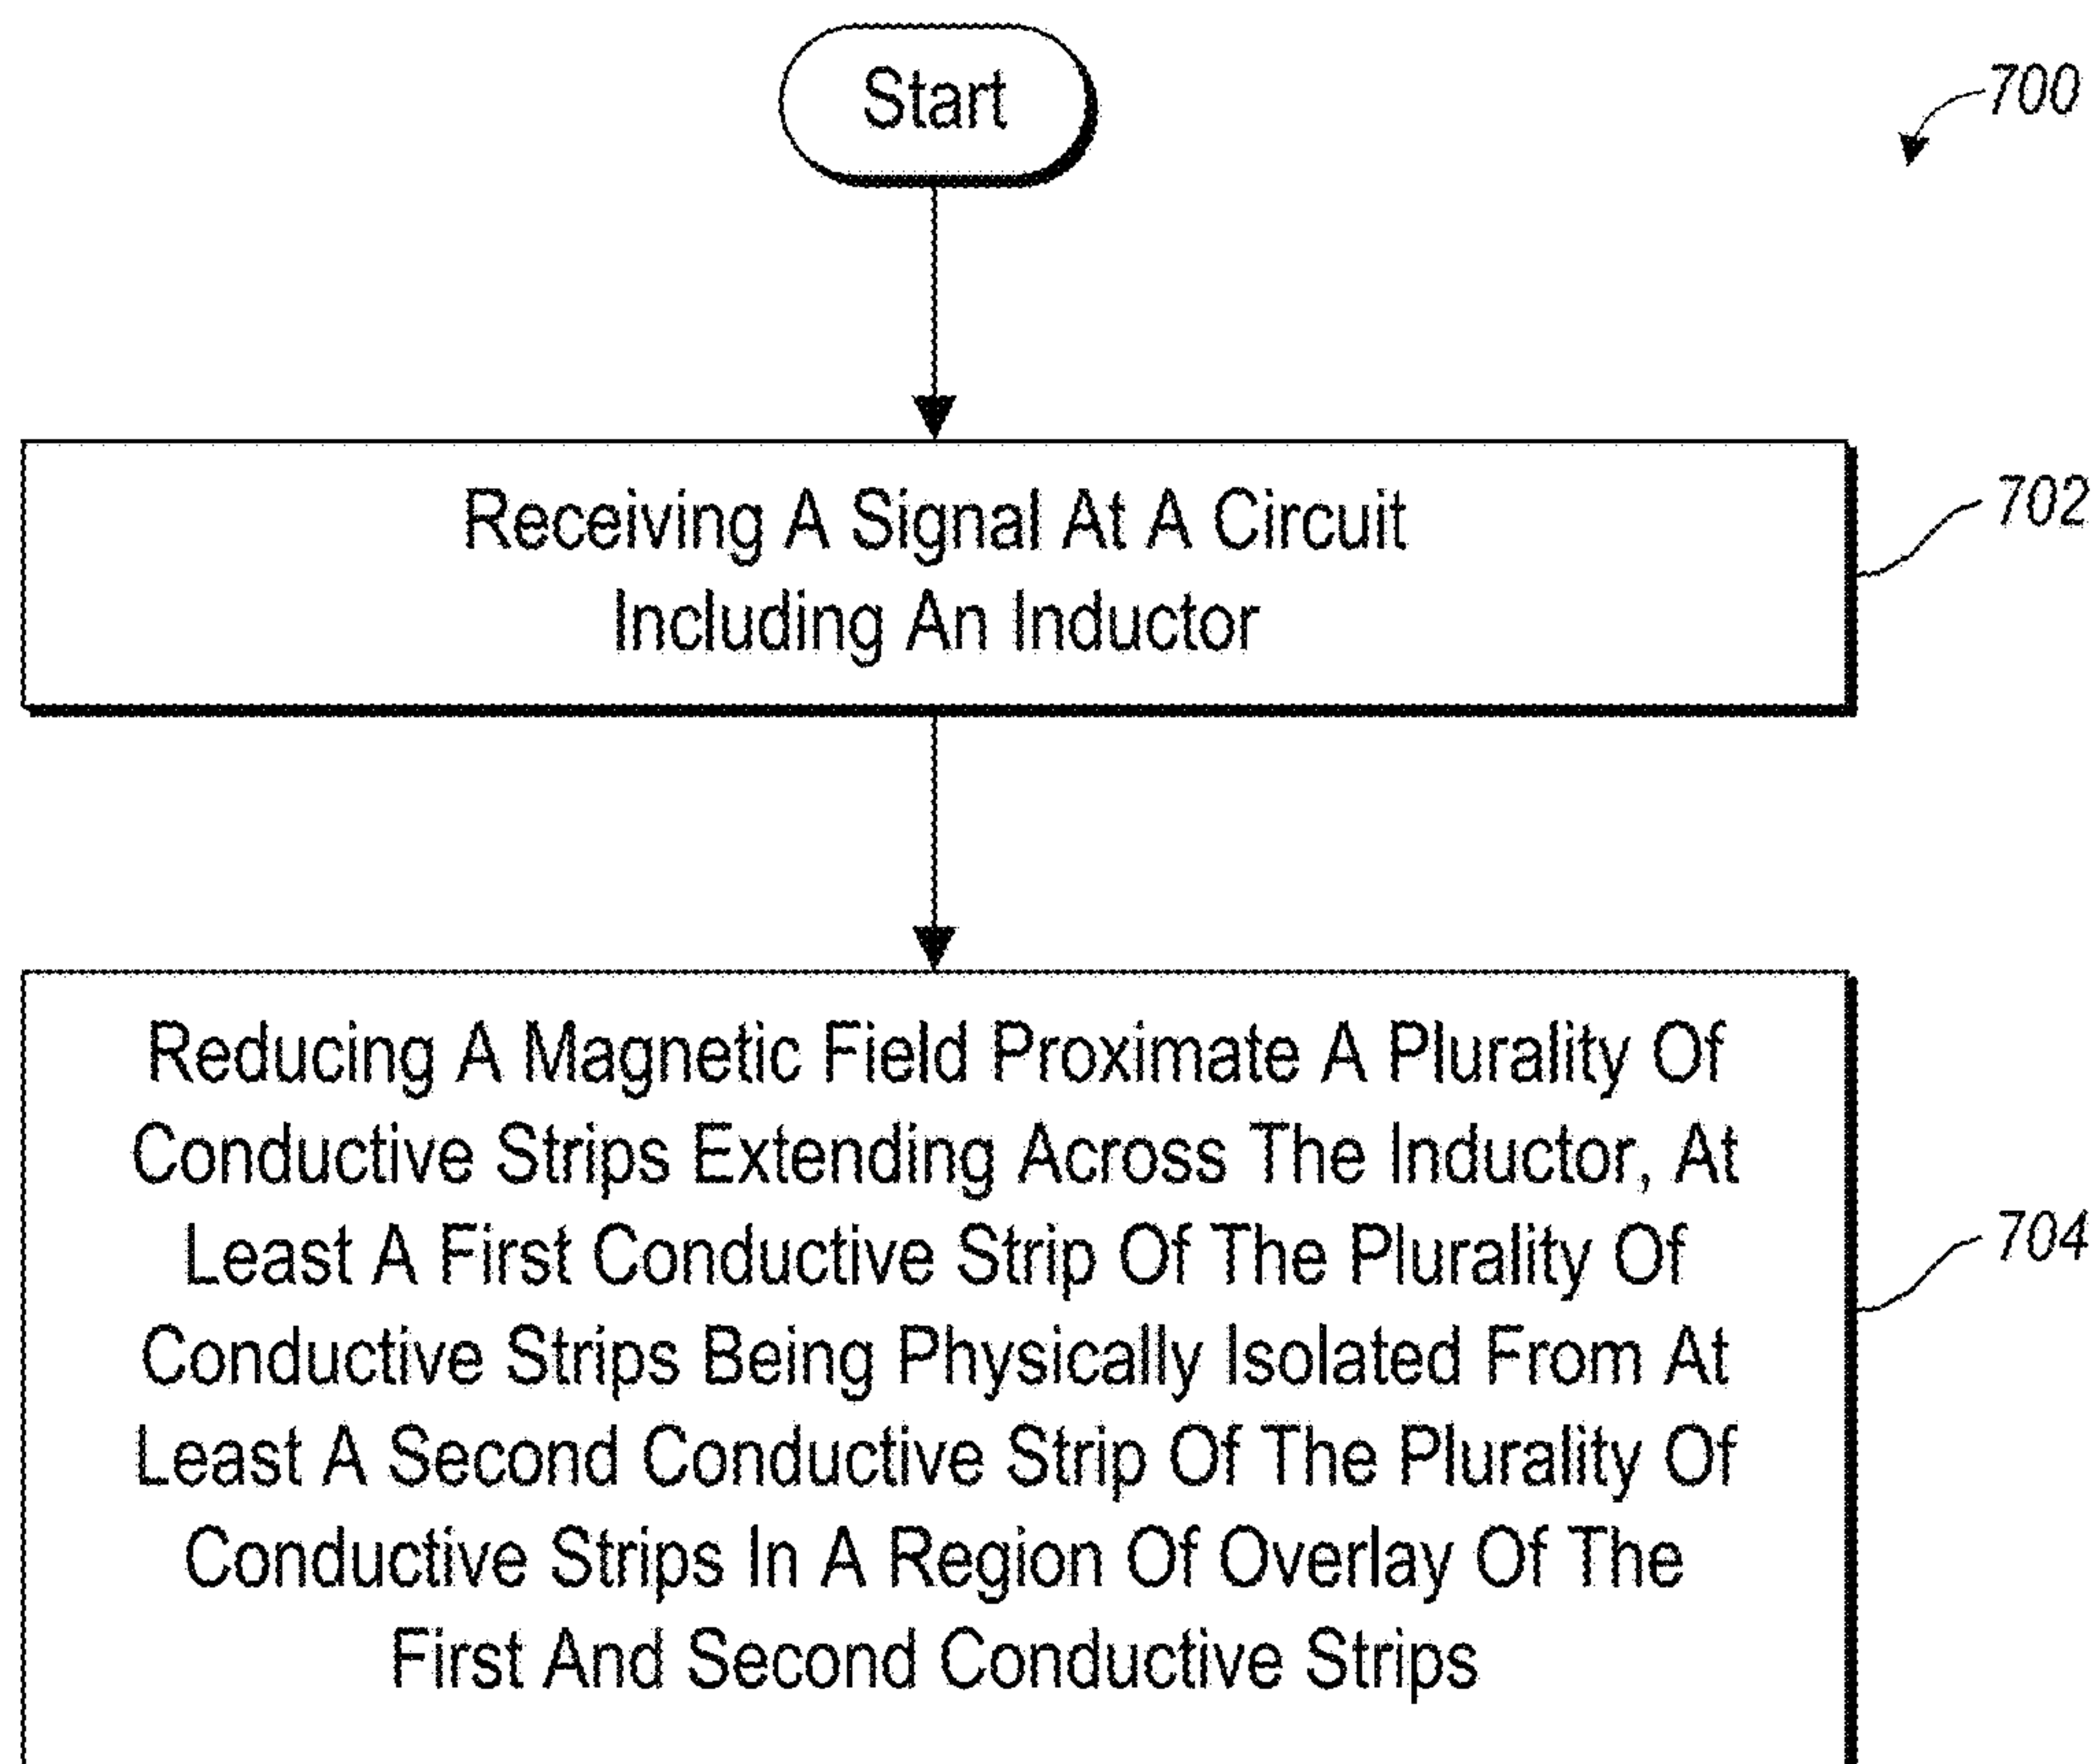 Start
700
Receiving A Signal At A Circuit
Including An Inductor
702
Reducing A Magnetic Field Proximate A Plurality Of
Conductive Strips Extending Across The Inductor, At
Least A First Conductive Strip Of The Plurality Of
Conductive Strips Being Physically Isolated From At
Least A Second Conductive Strip Of The Plurality Of
Conductive Strips In A Region Of Overlay Of The
First And Second Conductive Strips
704